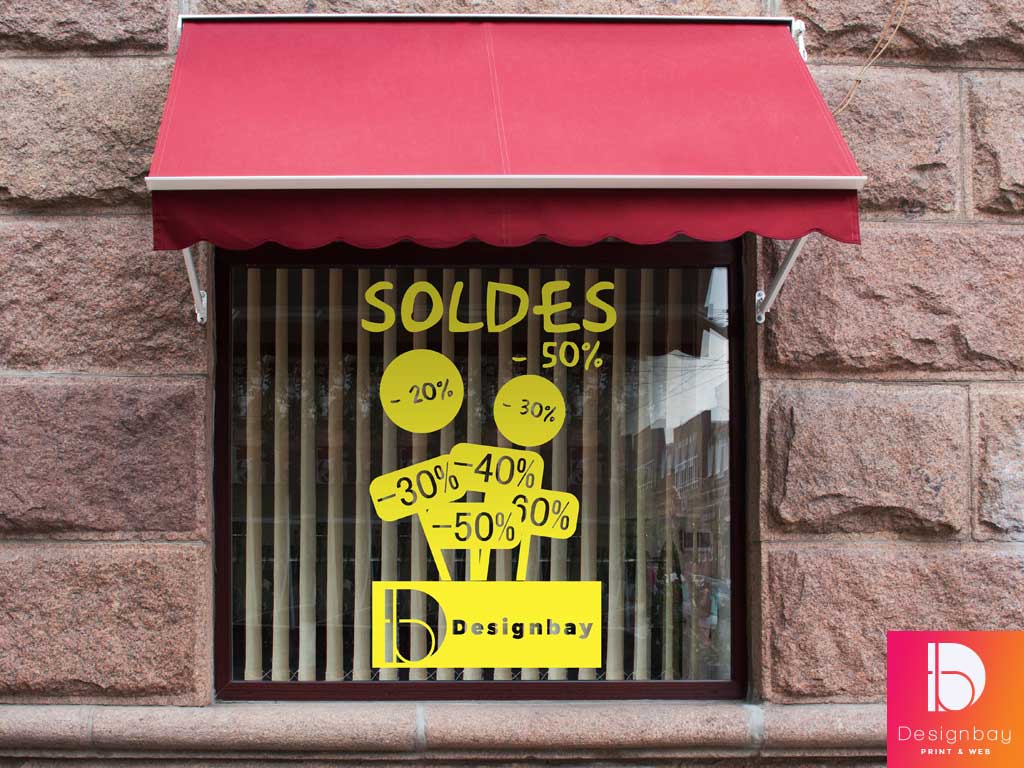 SOLDES
- 50%
- 20%
- 30%
-40%
-30%
60%
-50%
Designbay
Designbay
PRINT & WEB